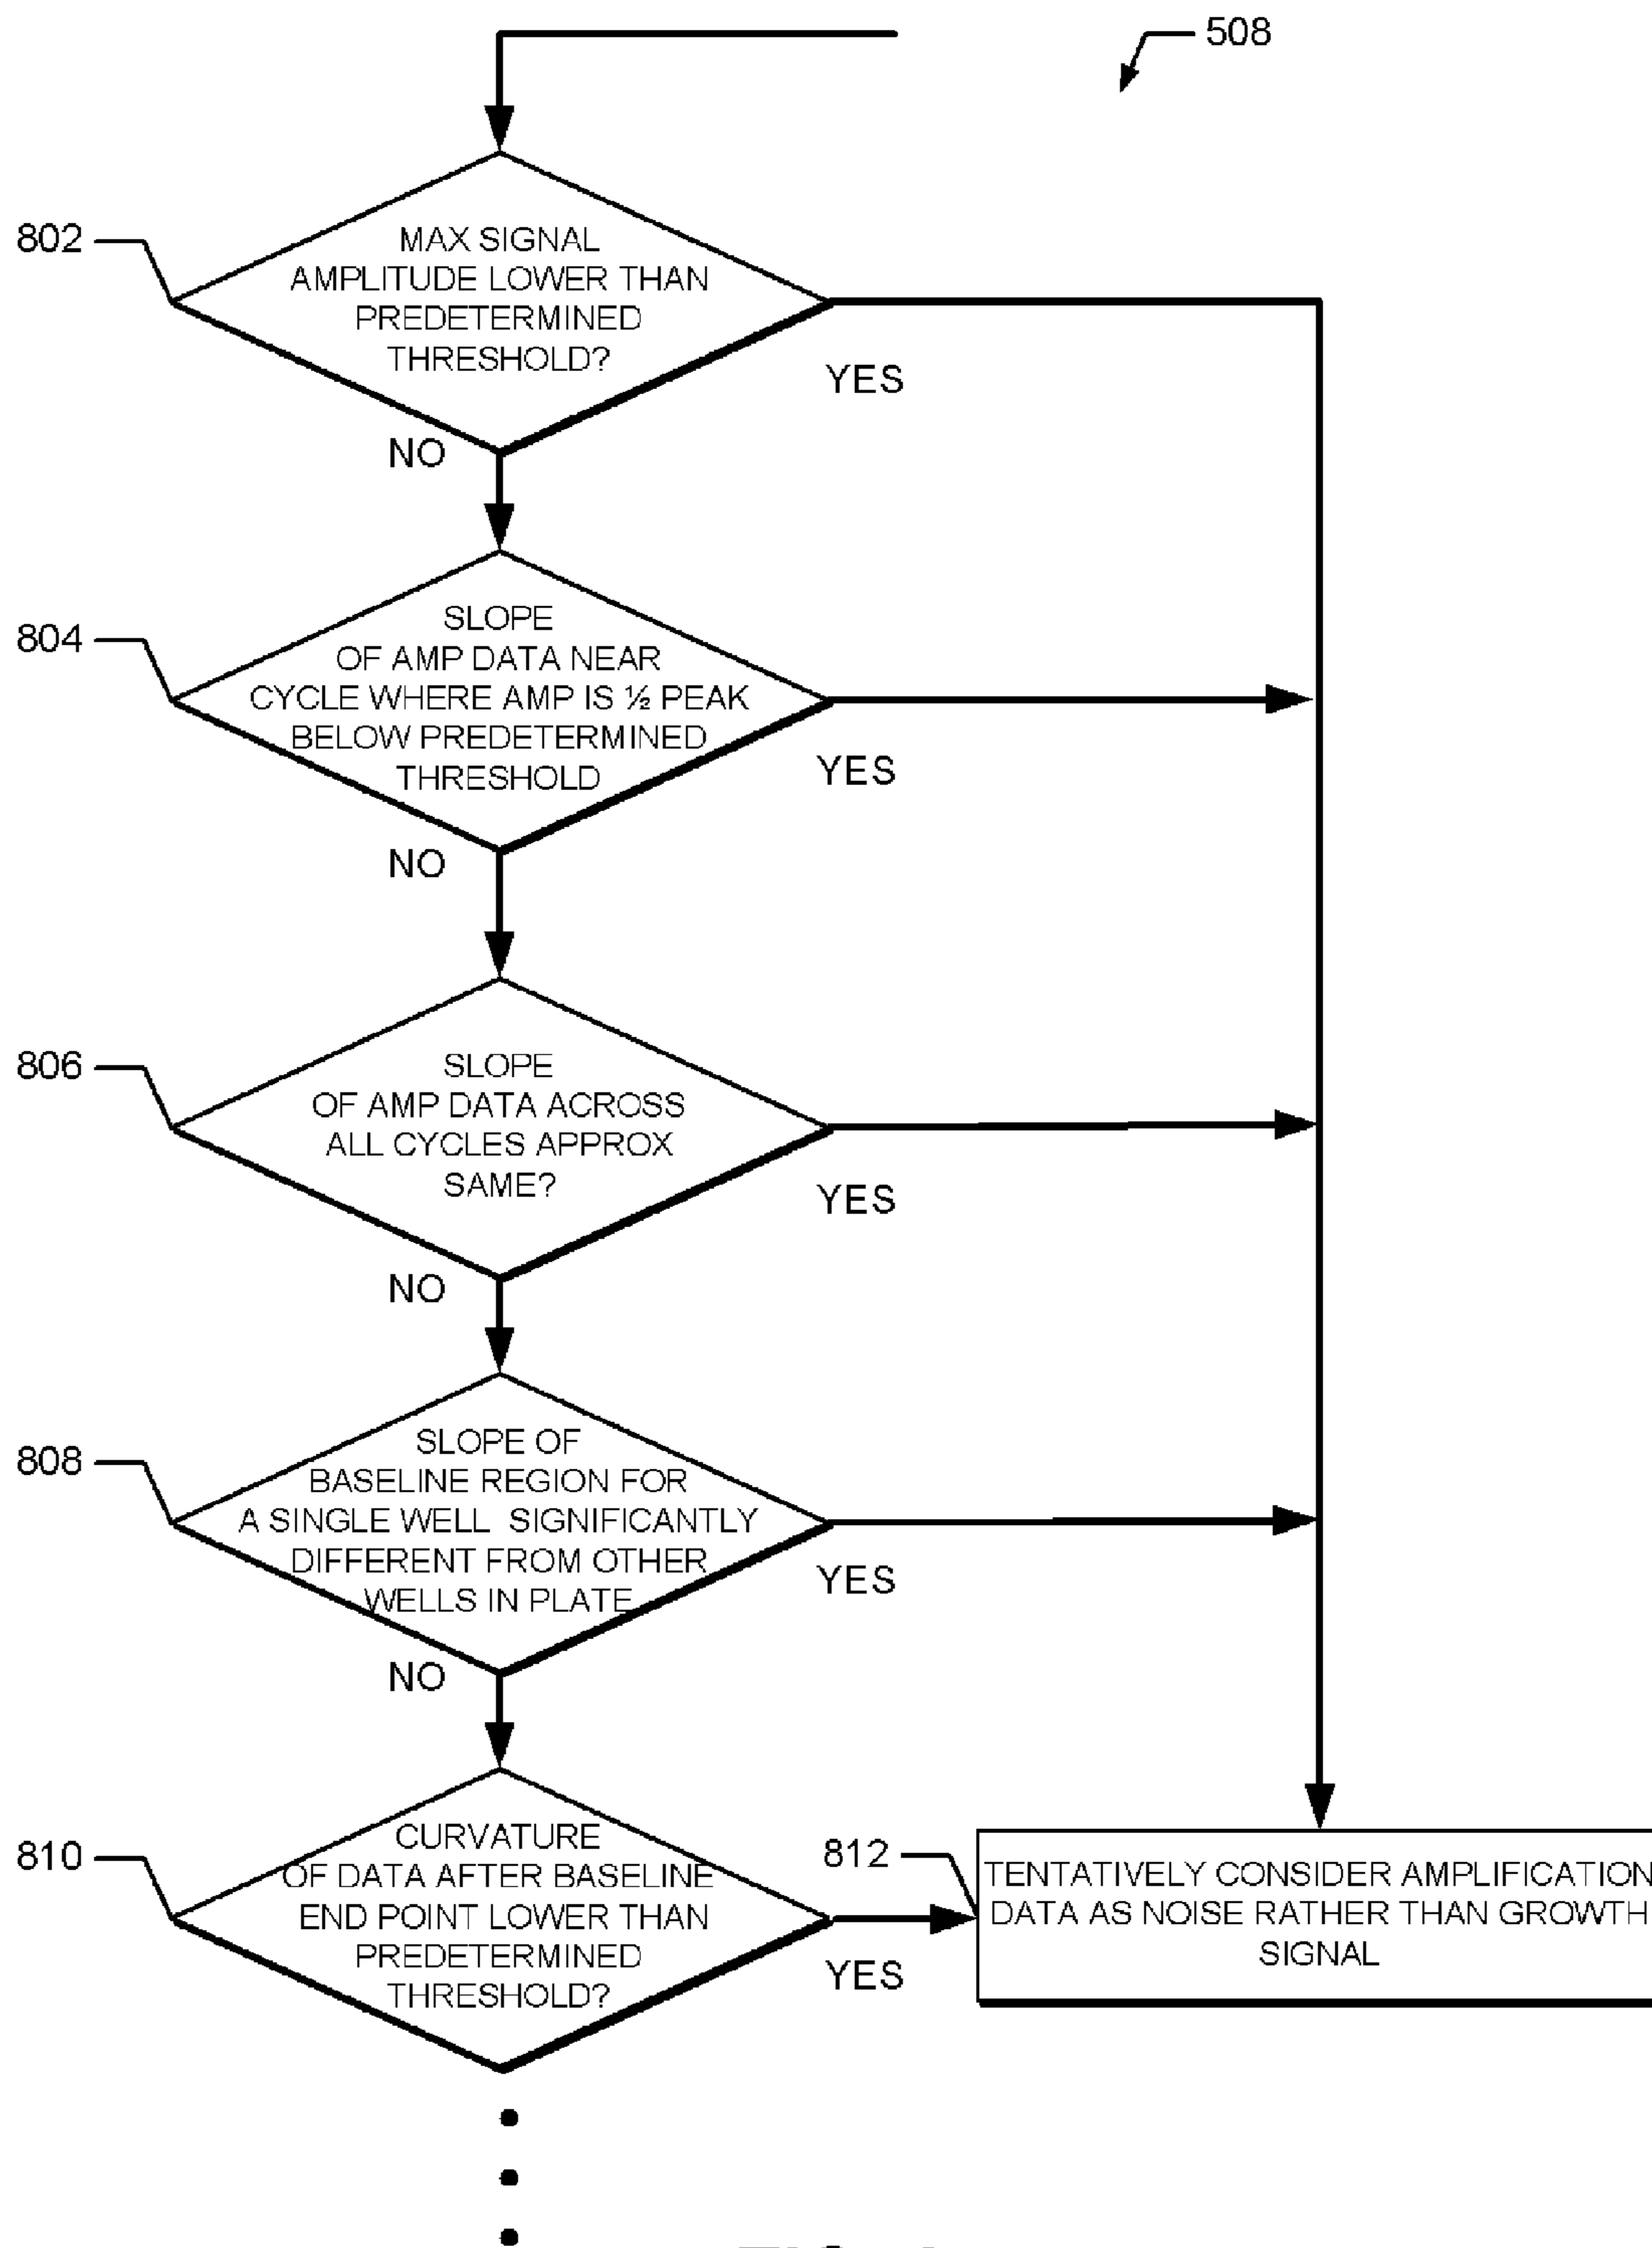 508
802
MAX SIGNAL
AMPLITUDE LOWER THAN
PREDETERMINED
THRESHOLD?
YES
NO
804
SLOPE
OF AMP DATA NEAR
CYCLE WHERE AMP IS ½ PEAK
BELOW PREDETERMINED
THRESHOLD
YES
NO
806
SLOPE
OF AMP DATA ACROSS
ALL CYCLES APPROX
SAME?
YES
NO
808
SLOPE OF
BASELINE REGION FOR
A SINGLE WELL SIGNIFICANTLY
DIFFERENT FROM OTHER
WELLS IN PLATE
YES
NO
810
CURVATURE
OF DATA AFTER BASELINE
END POINT LOWER THAN
PREDETERMINED
THRESHOLD?
YES
812
TENTATIVELY CONSIDER AMPLIFICATION
DATA AS NOISE RATHER THAN GROWTH
SIGNAL